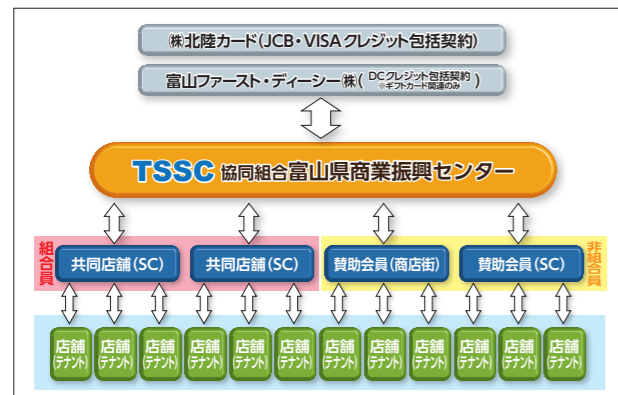 ㈱北陸カード(JCB・VISAクレジット包括契約)
富山ファースト・ディーシー㈱(DCクレジット包括契約 ※ギフトカード関連のみ)
TSSC 協同組合富山県商業振興センター
組合員
共同店舗(SC)
共同店舗(SC)
賛助会員(商店街)
賛助会員(SC)
非組合員
店舗(テナント)
店舗(テナント)
店舗(テナント)
店舗(テナント)
店舗(テナント)
店舗(テナント)
店舗(テナント)
店舗(テナント)
店舗(テナント)
店舗(テナント)
店舗(テナント)
店舗(テナント)